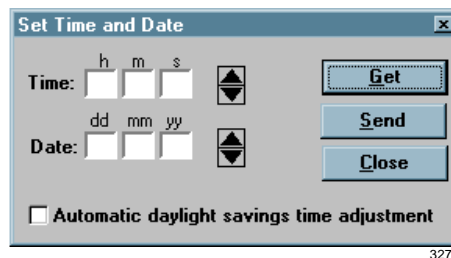 Set Time and Date
h m s
Time:
Get
dd mm yy
Send
Date:
Close
Automatic daylight savings time adjustment
327